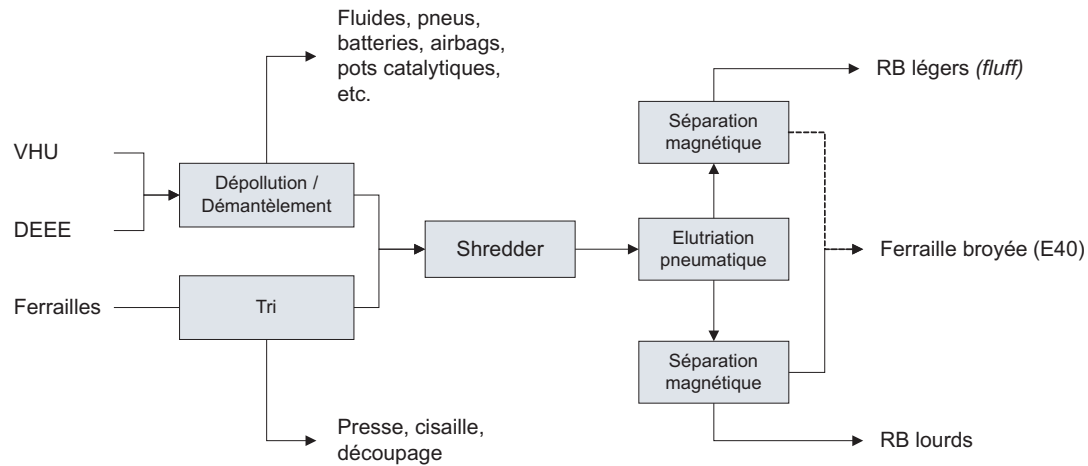 Fluides, pneus,
batteries, airbags,
pots catalytiques,
etc.
RB légers (fluff)
Séparation
magnétique
VHU
Dépollution /
Démantèlement
DEEE
Shredder
Elutriation
pneumatique
Ferraille broyée (E40)
Ferrailles
Tri
Séparation
magnétique
Presse, cisaille,
découpage
RB lourds